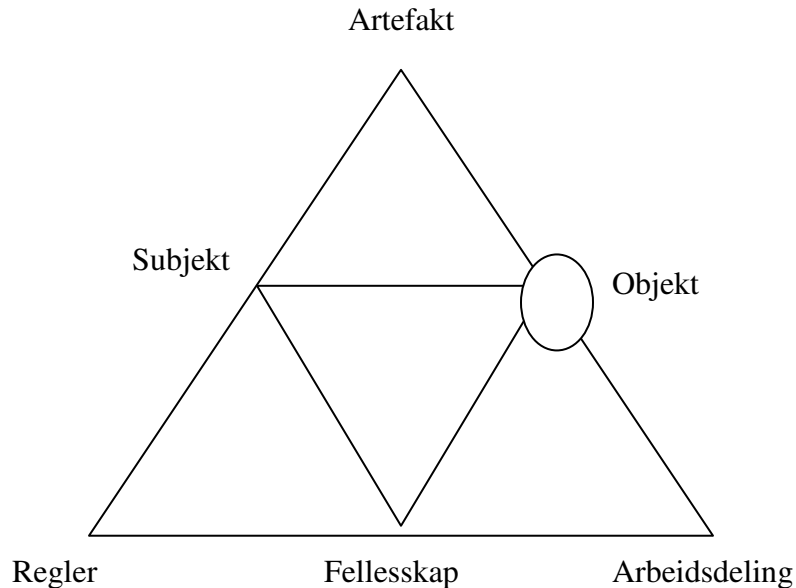 Artefakt
Subjekt
Objekt
Regler
Fellesskap
Arbeidsdeling